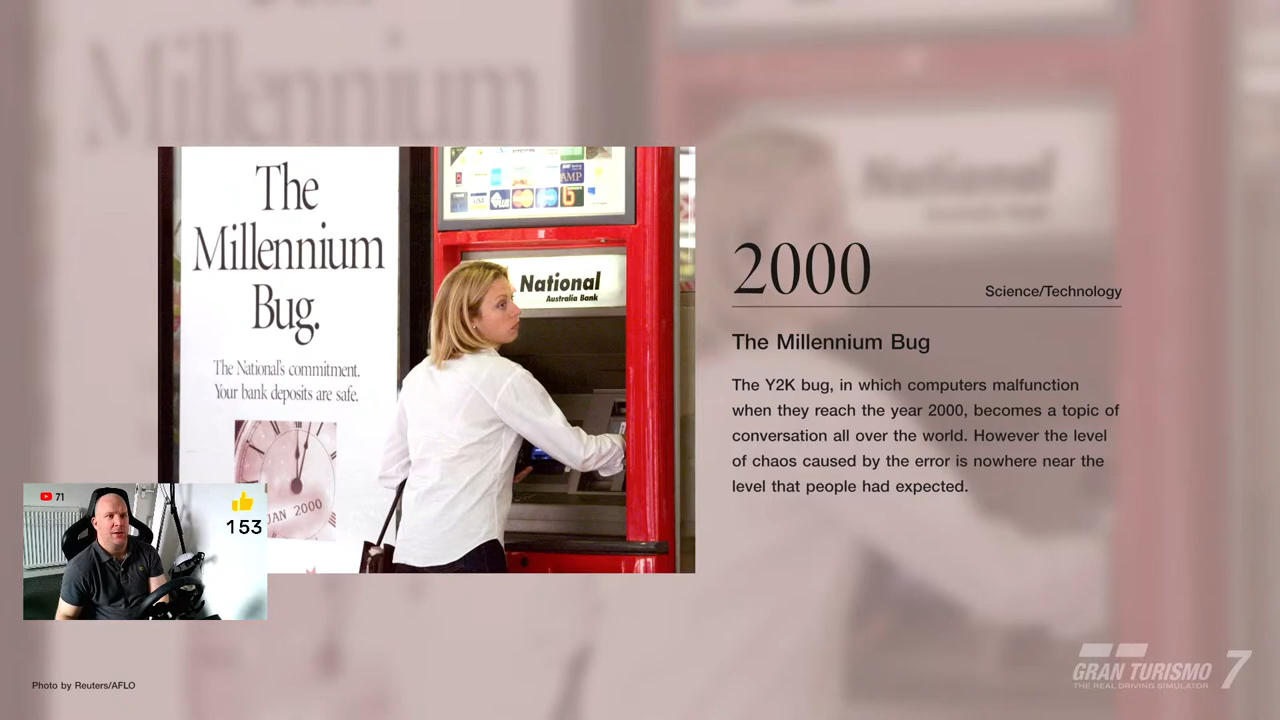 The
Millennium
Bug.
The National's commitment.
Your bank deposits are safe.
JAN 2000
AMP
VISA
PLUS
National
Australia Bank
2000
Science/Technology
The Millennium Bug
The Y2K bug, in which computers malfunction
when they reach the year 2000, becomes a topic of
conversation all over the world. However the level
of chaos caused by the error is nowhere near the
level that people had expected.
71
153
Photo by Reuters/AFLO
GRAN TURISMO 7
THE REAL DRIVING SIMULATOR